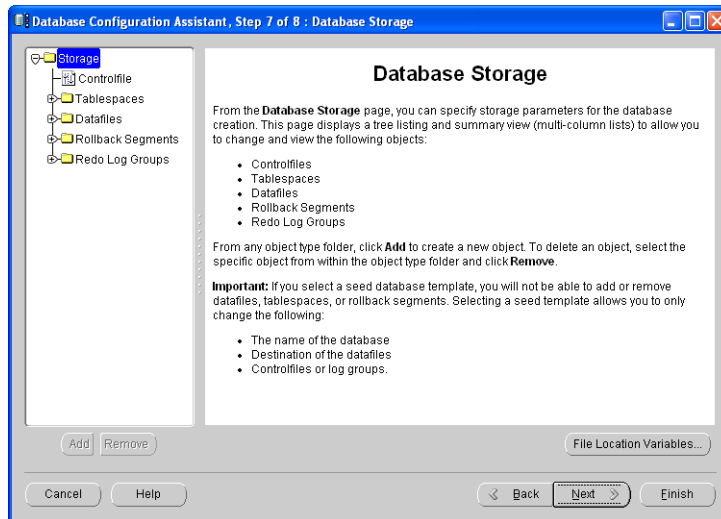 Database Configuration Assistant, Step 7 of 8 : Database Storage
Storage
Controlfile
Tablespaces
Datafiles
Rollback Segments
Redo Log Groups
Database Storage
From the Database Storage page, you can specify storage parameters for the database
creation. This page displays a tree listing and summary view (multi-column lists) to allow you
to change and view the following objects:
• Controlfiles
• Tablespaces
• Datafiles
• Rollback Segments
• Redo Log Groups
From any object type folder, click Add to create a new object. To delete an object, select the
specific object from within the object type folder and click Remove.
Important: If you select a seed database template, you will not be able to add or remove
datafiles, tablespaces, or rollback segments. Selecting a seed template allows you to only
change the following:
• The name of the database
• Destination of the datafiles
• Controlfiles or log groups.
Add Remove
File Location Variables...
Cancel Help Back Next Finish